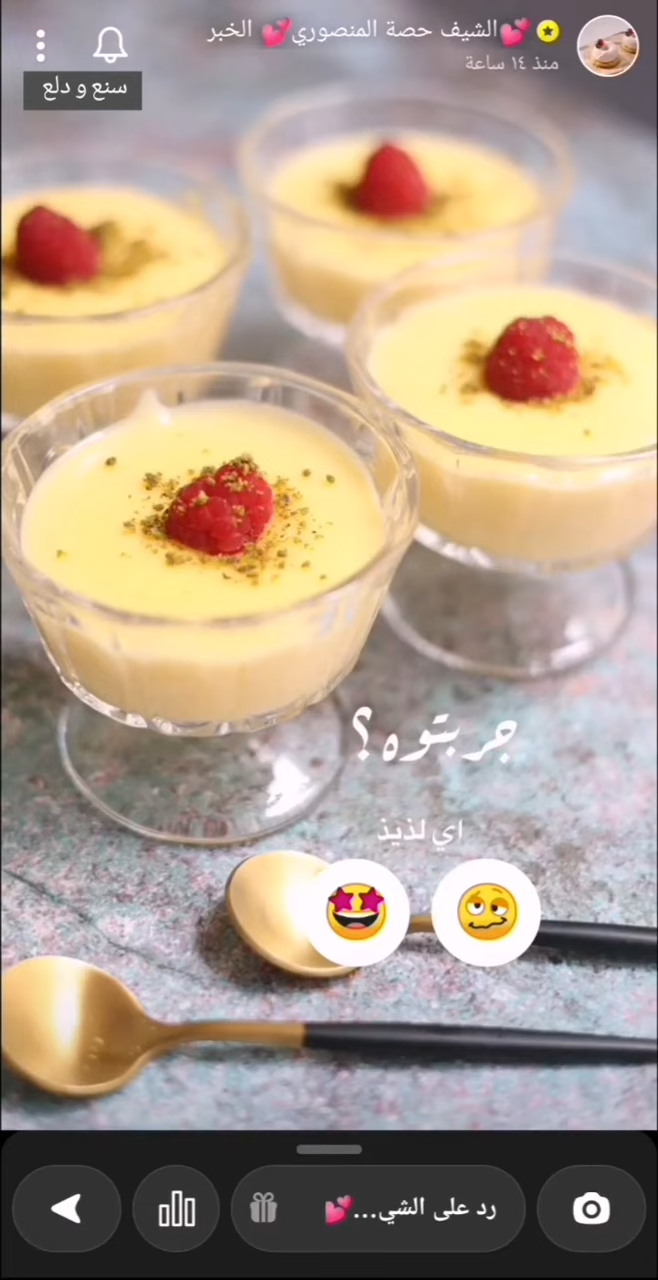 💕الشيف حصة المنصوري💕 الخبر
منذ ١٤ ساعة
سنع و دلع
جربتوه؟
اي لذيذ
رد على الشي...💕